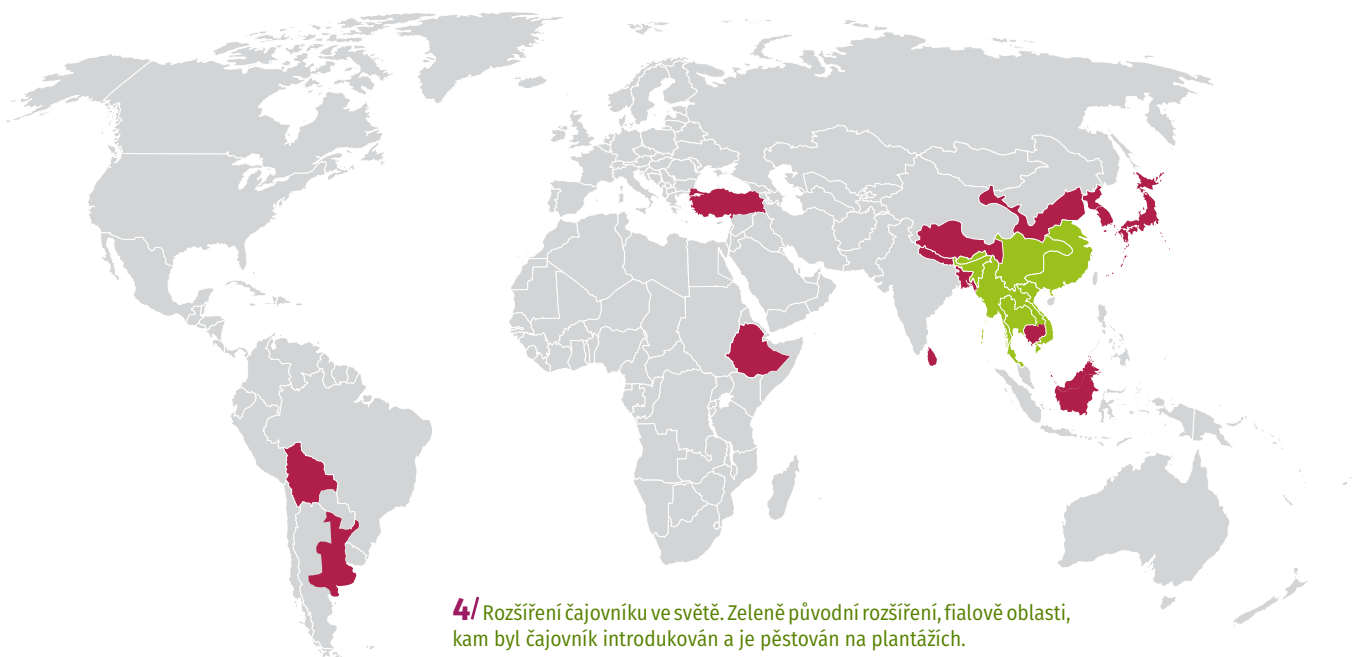 4/ Rozšíření čajovníku ve světě. Zeleně původní rozšíření, fialově oblasti,
kam byl čajovník introdukován a je pěstován na plantážích.